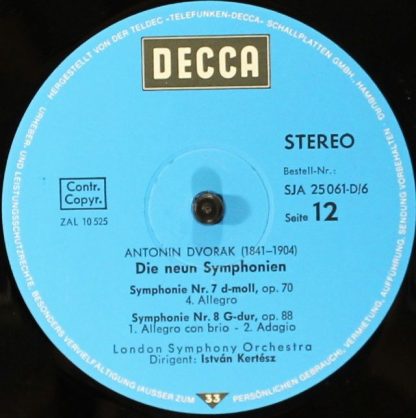 HERGESTELLT VON DER TELDEC »TELEFUNKEN-DECCA« SCHALLPLATTEN GMBH., HAMBURG
URHEBER- UND LEISTUNGSSCHUTZRECHTE, BESONDERS VERVIELFÄLTIGUNG MÜSSEN ZUM PERSÖNLICHEN GEBRAUCH, VERMIETUNG, AUFFÜHRUNG, SENDUNG VORBEHALTEN
DECCA
STEREO
Bestell-Nr.:
SJA 25061-D/6
Seite 12
Contr.
Copyr.
ZAL 10 525
ANTONIN DVORAK (1841–1904)
Die neun Symphonien
Symphonie Nr. 7 d-moll, op. 70
4. Allegro
Symphonie Nr. 8 G-dur, op. 88
1. Allegro con brio - 2. Adagio
London Symphony Orchestra
Dirigent: István Kertész
33